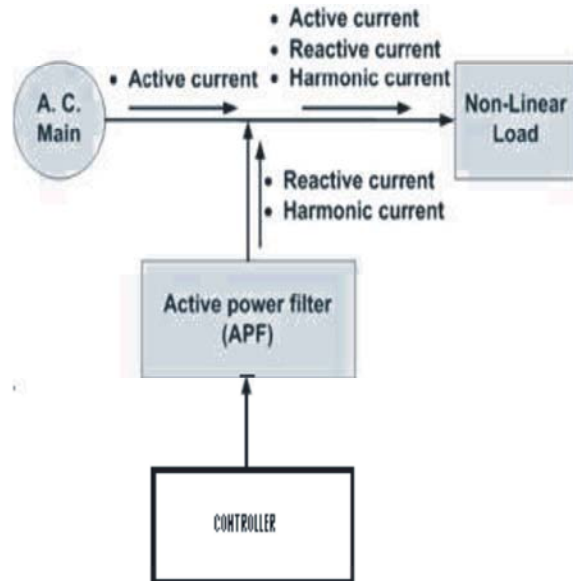 • Active current
• Reactive current
• Harmonic current
• Active current
A. C.
Main
Non-Linear
Load
• Reactive current
• Harmonic current
Active power filter
(APF)
CONTROLLER